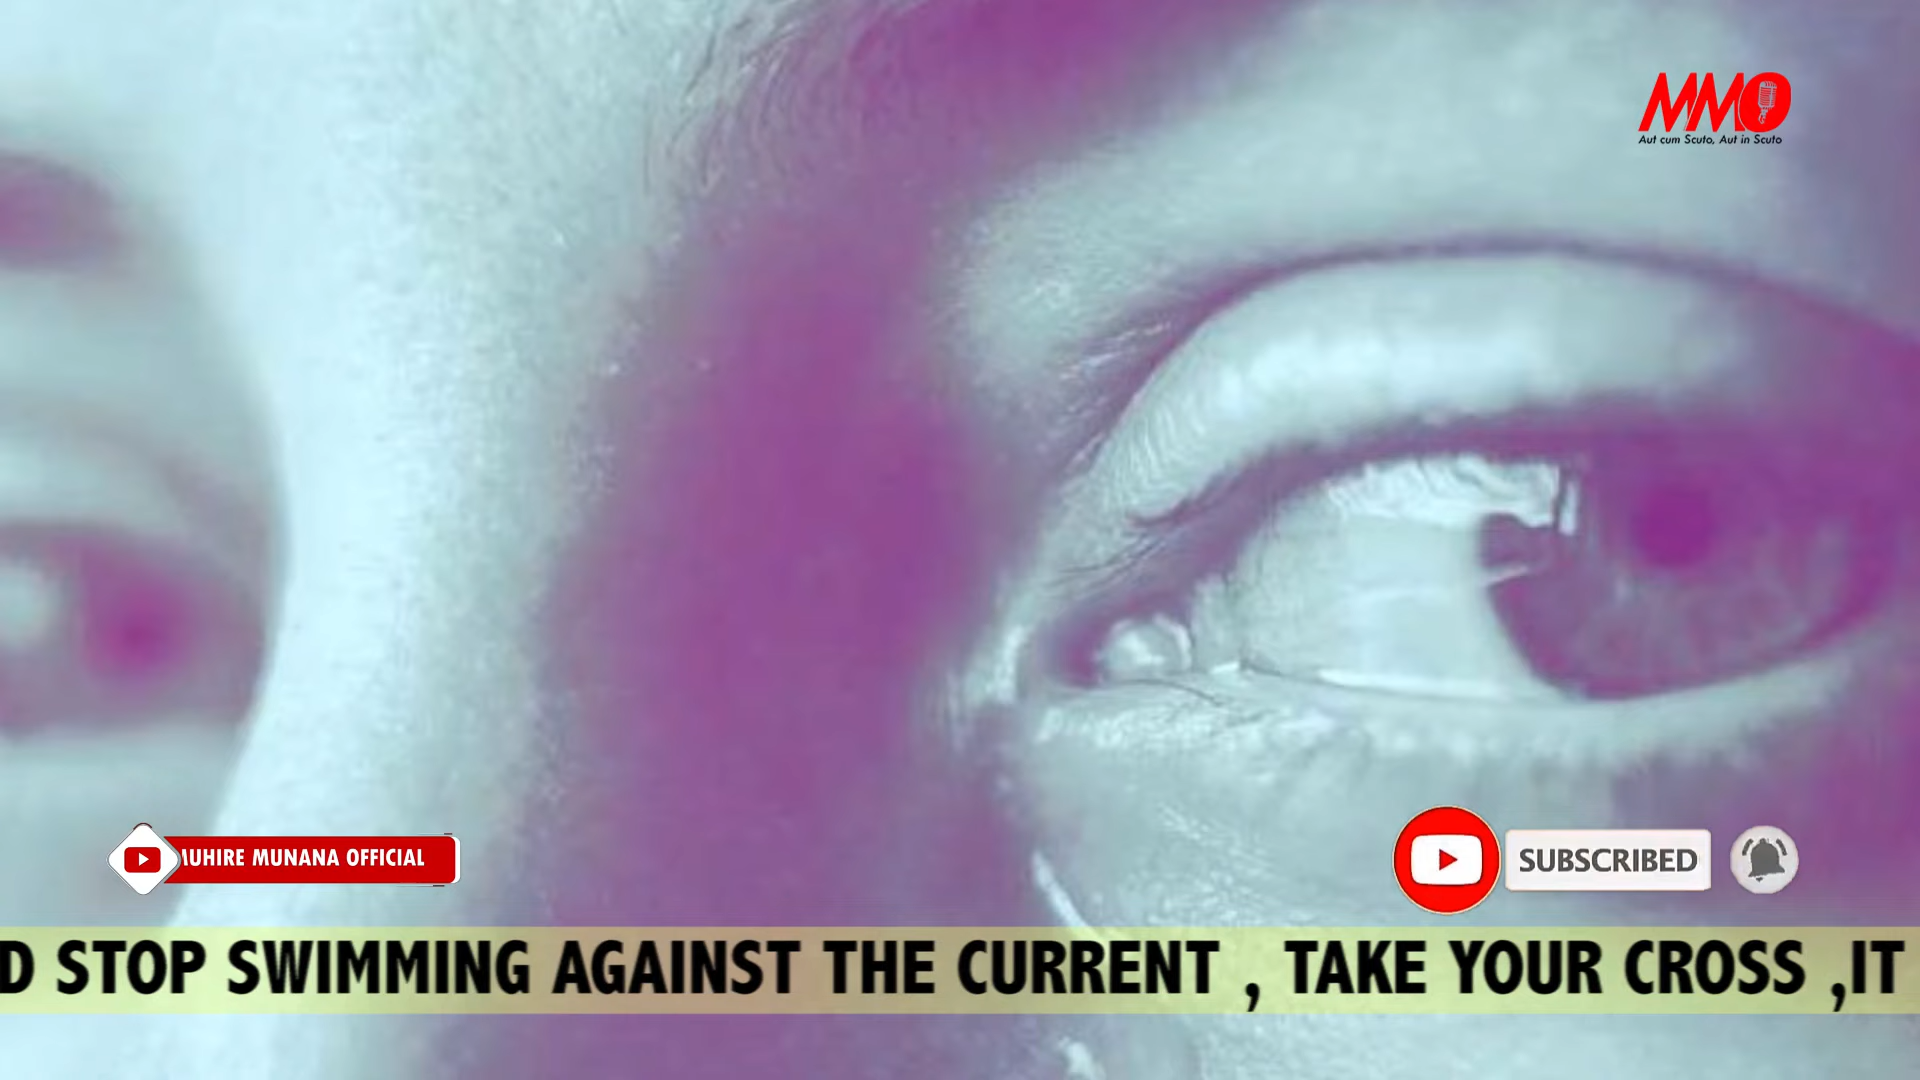 MMO
Aut cum Scuto, Aut in Scuto
MUHIRE MUNANA OFFICIAL
SUBSCRIBED
D STOP SWIMMING AGAINST THE CURRENT , TAKE YOUR CROSS ,IT